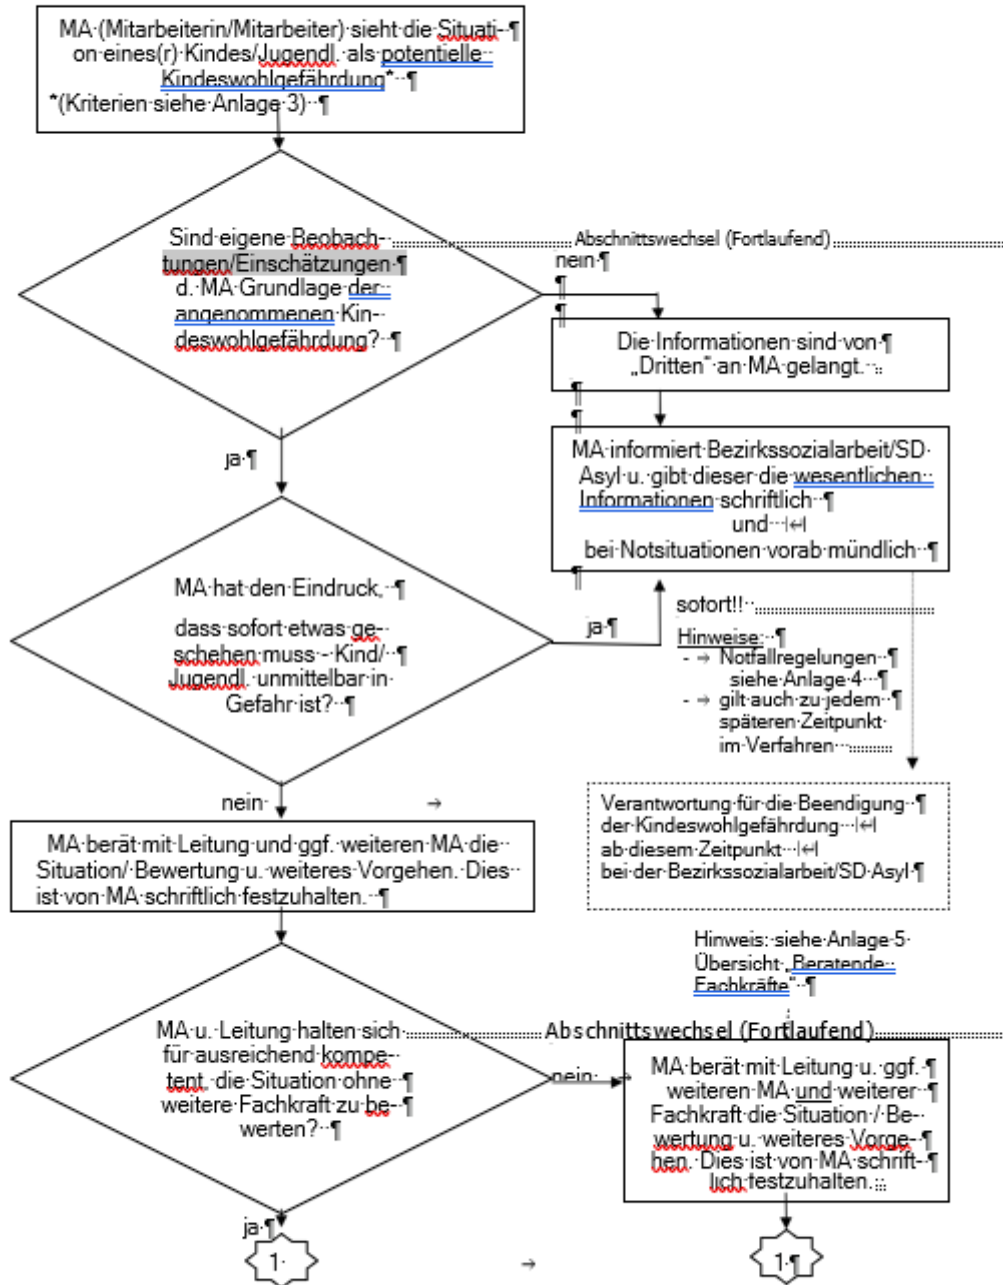 MA (Mitarbeiterin/Mitarbeiter) sieht die Situati-
on eines(r) Kindes/Jugendl. als potentielle
Kindeswohlgefährdung*
*(Kriterien siehe Anlage 3)
Sind eigene Beobach-
tungen/Einschätzungen
d. MA Grundlage der
angenommenen Kin-
deswohlgefährdung?
Abschnittswechsel (Fortlaufend)
nein
Die Informationen sind von
„Dritten“ an MA gelangt.
ja
MA informiert Bezirkssozialarbeit/SD
Asyl u. gibt dieser die wesentlichen
Informationen schriftlich
und
bei Notsituationen vorab mündlich
MA hat den Eindruck,
dass sofort etwas ge-
schehen muss - Kind/
Jugendl. unmittelbar in
Gefahr ist?
ja
sofort!!
Hinweise:
- → Notfallregelungen
siehe Anlage 4
- → gilt auch zu jedem
späteren Zeitpunkt
im Verfahren
nein
Verantwortung für die Beendigung
der Kindeswohlgefährdung
ab diesem Zeitpunkt
bei der Bezirkssozialarbeit/SD Asyl
MA berät mit Leitung und ggf. weiteren MA die
Situation/ Bewertung u. weiteres Vorgehen. Dies
ist von MA schriftlich festzuhalten.
Hinweis: siehe Anlage 5
Übersicht „Beratende
Fachkräfte“
MA u. Leitung halten sich
für ausreichend kompe-
tent, die Situation ohne
weitere Fachkraft zu be-
werten?
Abschnittswechsel (Fortlaufend)
nein
MA berät mit Leitung u. ggf.
weiteren MA und weiterer
Fachkraft die Situation / Be-
wertung u. weiteres Vorge-
hen. Dies ist von MA schrift-
lich festzuhalten.
ja
1
1